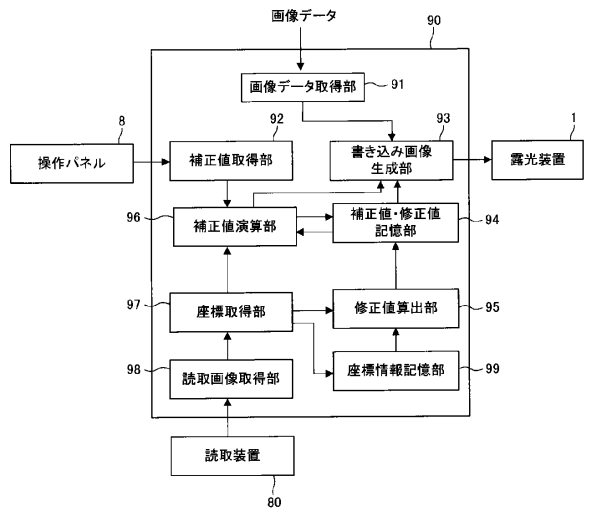 画像データ
90
画像データ取得部
91
8
92
93
1
操作パネル
補正値取得部
書き込み画像
生成部
露光装置
96
補正値演算部
補正値・修正値
記憶部
94
97
座標取得部
修正値算出部
95
98
読取画像取得部
座標情報記憶部
99
読取装置
80